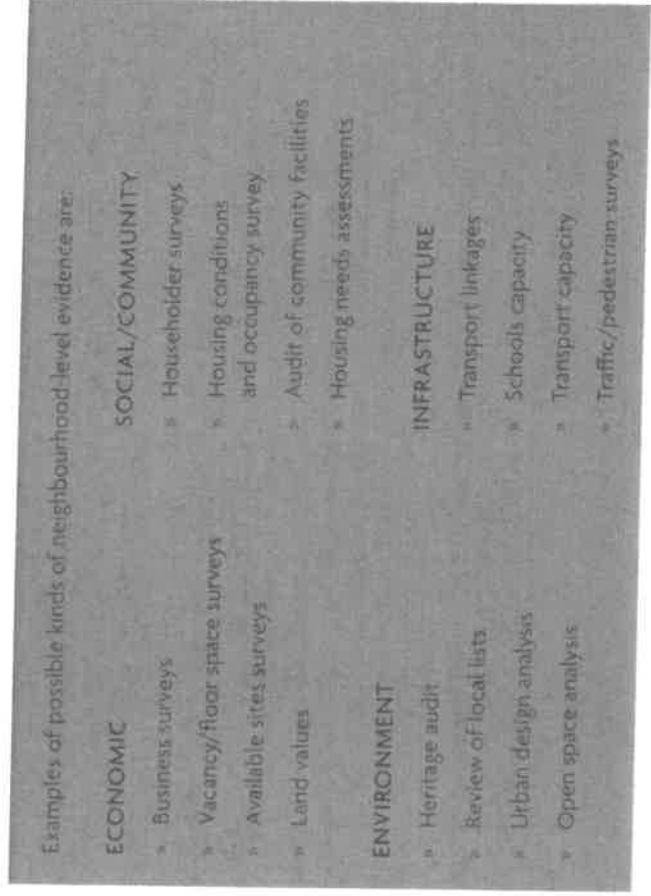 Examples of possible kinds of neighbourhood-level evidence are:
ECONOMIC
» Business surveys
» Vacancy/floor space surveys
» Available sites surveys
» Land values
SOCIAL/COMMUNITY
» Householder surveys
» Housing conditions
and occupancy survey
» Audit of community facilities
» Housing needs assessments
ENVIRONMENT
» Heritage audit
» Review of local lists
» Urban design analysis
» Open space analysis
INFRASTRUCTURE
» Transport linkages
» Schools capacity
» Transport capacity
» Traffic/pedestrian surveys